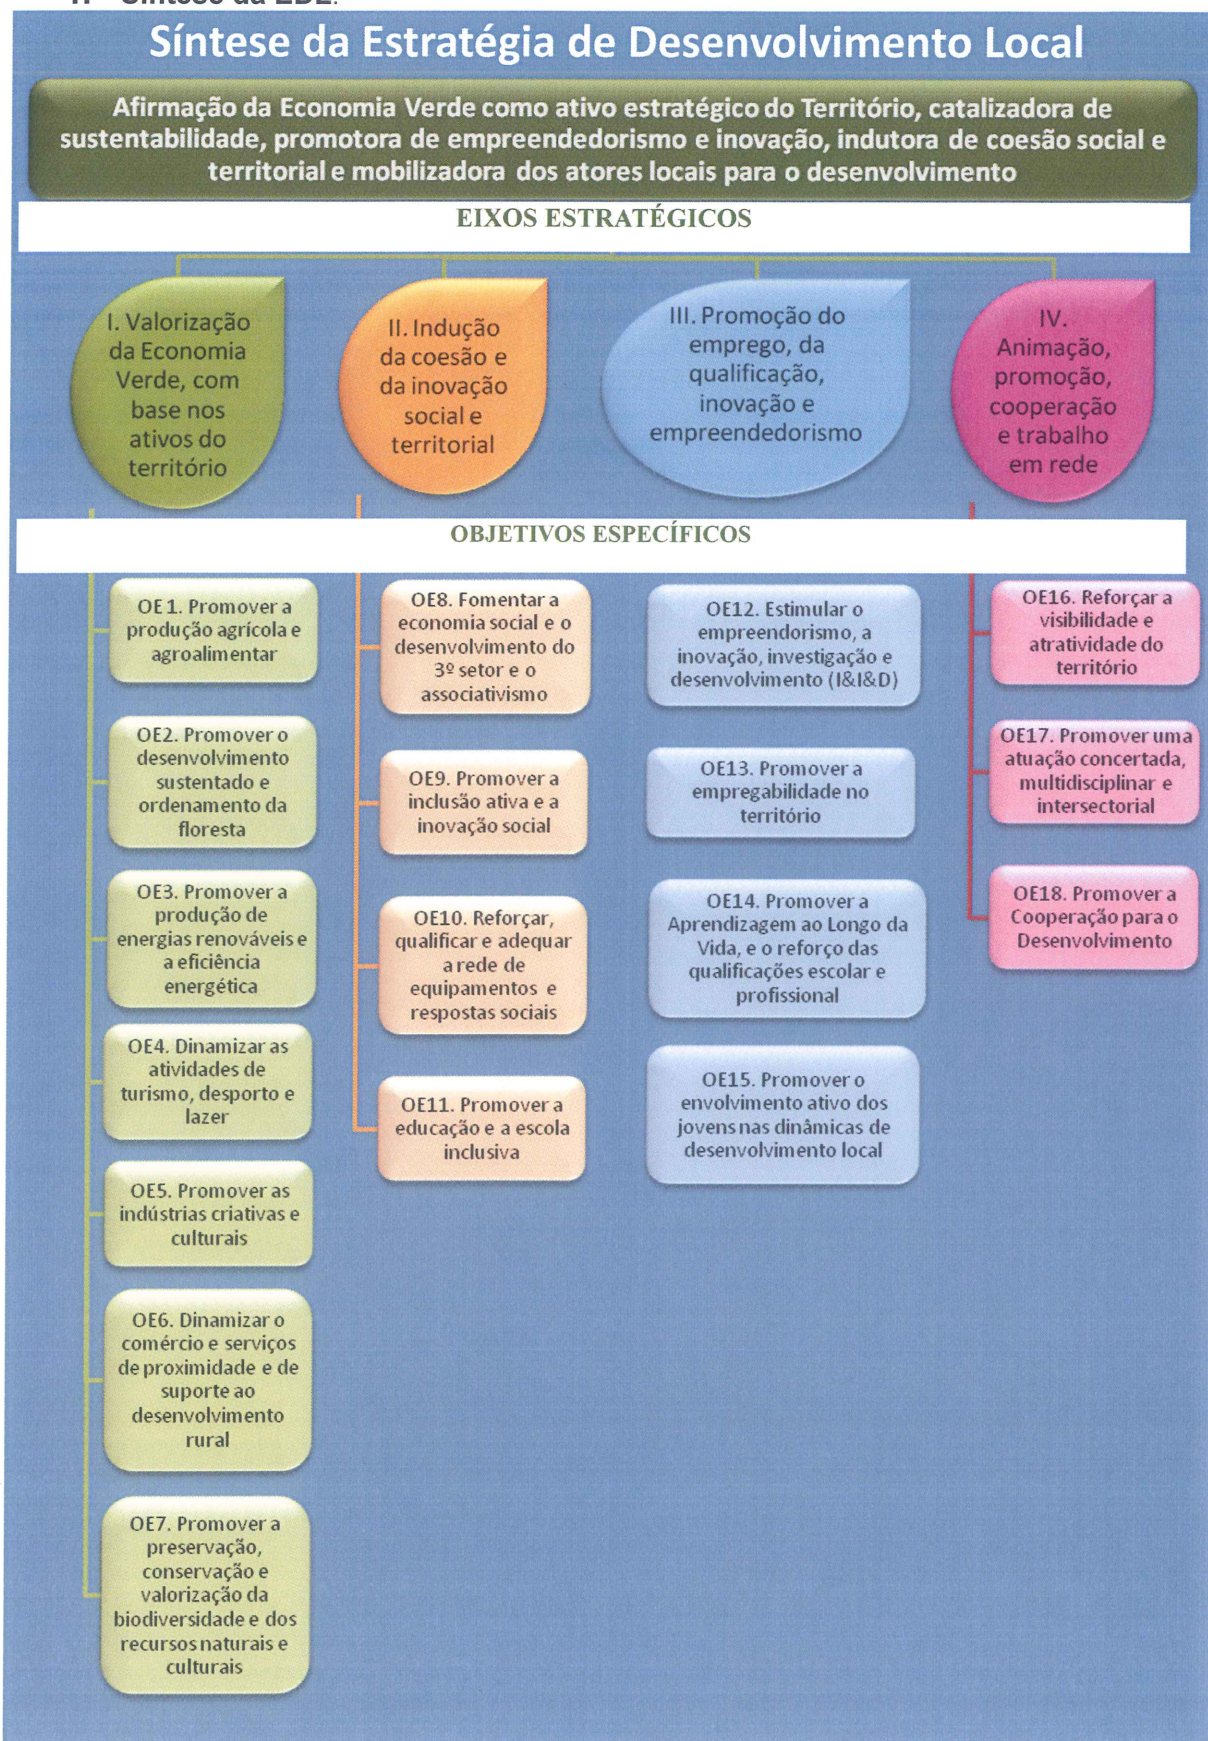 Síntese da EDL.
Síntese da Estratégia de Desenvolvimento Local
Afirmação da Economia Verde como ativo estratégico do Território, catalizadora de
sustentabilidade, promotora de empreendedorismo e inovação, indutora de coesão social e
territorial e mobilizadora dos atores locais para o desenvolvimento
EIXOS ESTRATÉGICOS
I. Valorização
da Economia
Verde, com
base nos
ativos do
território
II. Indução
da coesão e
da inovação
social e
territorial
III. Promoção do
emprego, da
qualificação,
inovação e
empreendedorismo
IV.
Animação,
promoção,
cooperação
e trabalho
em rede
OBJETIVOS ESPECÍFICOS
OE 1. Promover a
produção agrícola e
agroalimentar
OE2. Promover o
desenvolvimento
sustentado e
ordenamento da
floresta
OE3. Promover a
produção de
energias renováveis e
a eficiência
energética
OE4. Dinamizar as
atividades de
turismo, desporto e
lazer
OE5. Promover as
indústrias criativas e
culturais
OE6. Dinamizar o
comércio e serviços
de proximidade e de
suporte ao
desenvolvimento
rural
OE7. Promover a
preservação,
conservação e
valorização da
biodiversidade e dos
recursos naturais e
culturais
OE8. Fomentar a
economia social e o
desenvolvimento do
3º setor e o
associativismo
OE9. Promover a
inclusão ativa e a
inovação social
OE10. Reforçar,
qualificar e adequar
a rede de
equipamentos e
respostas sociais
OE11. Promover a
educação e a escola
inclusiva
OE12. Estimular o
empreendorismo, a
inovação, investigação e
desenvolvimento (I&I&D)
OE13. Promover a
empregabilidade no
território
OE14. Promover a
Aprendizagem ao Longo da
Vida, e o reforço das
qualificações escolar e
profissional
OE15. Promover o
envolvimento ativo dos
jovens nas dinâmicas de
desenvolvimento local
OE16. Reforçar a
visibilidade e
atratividade do
território
OE17. Promover uma
atuação concertada,
multidisciplinar e
intersectorial
OE18. Promover a
Cooperação para o
Desenvolvimento